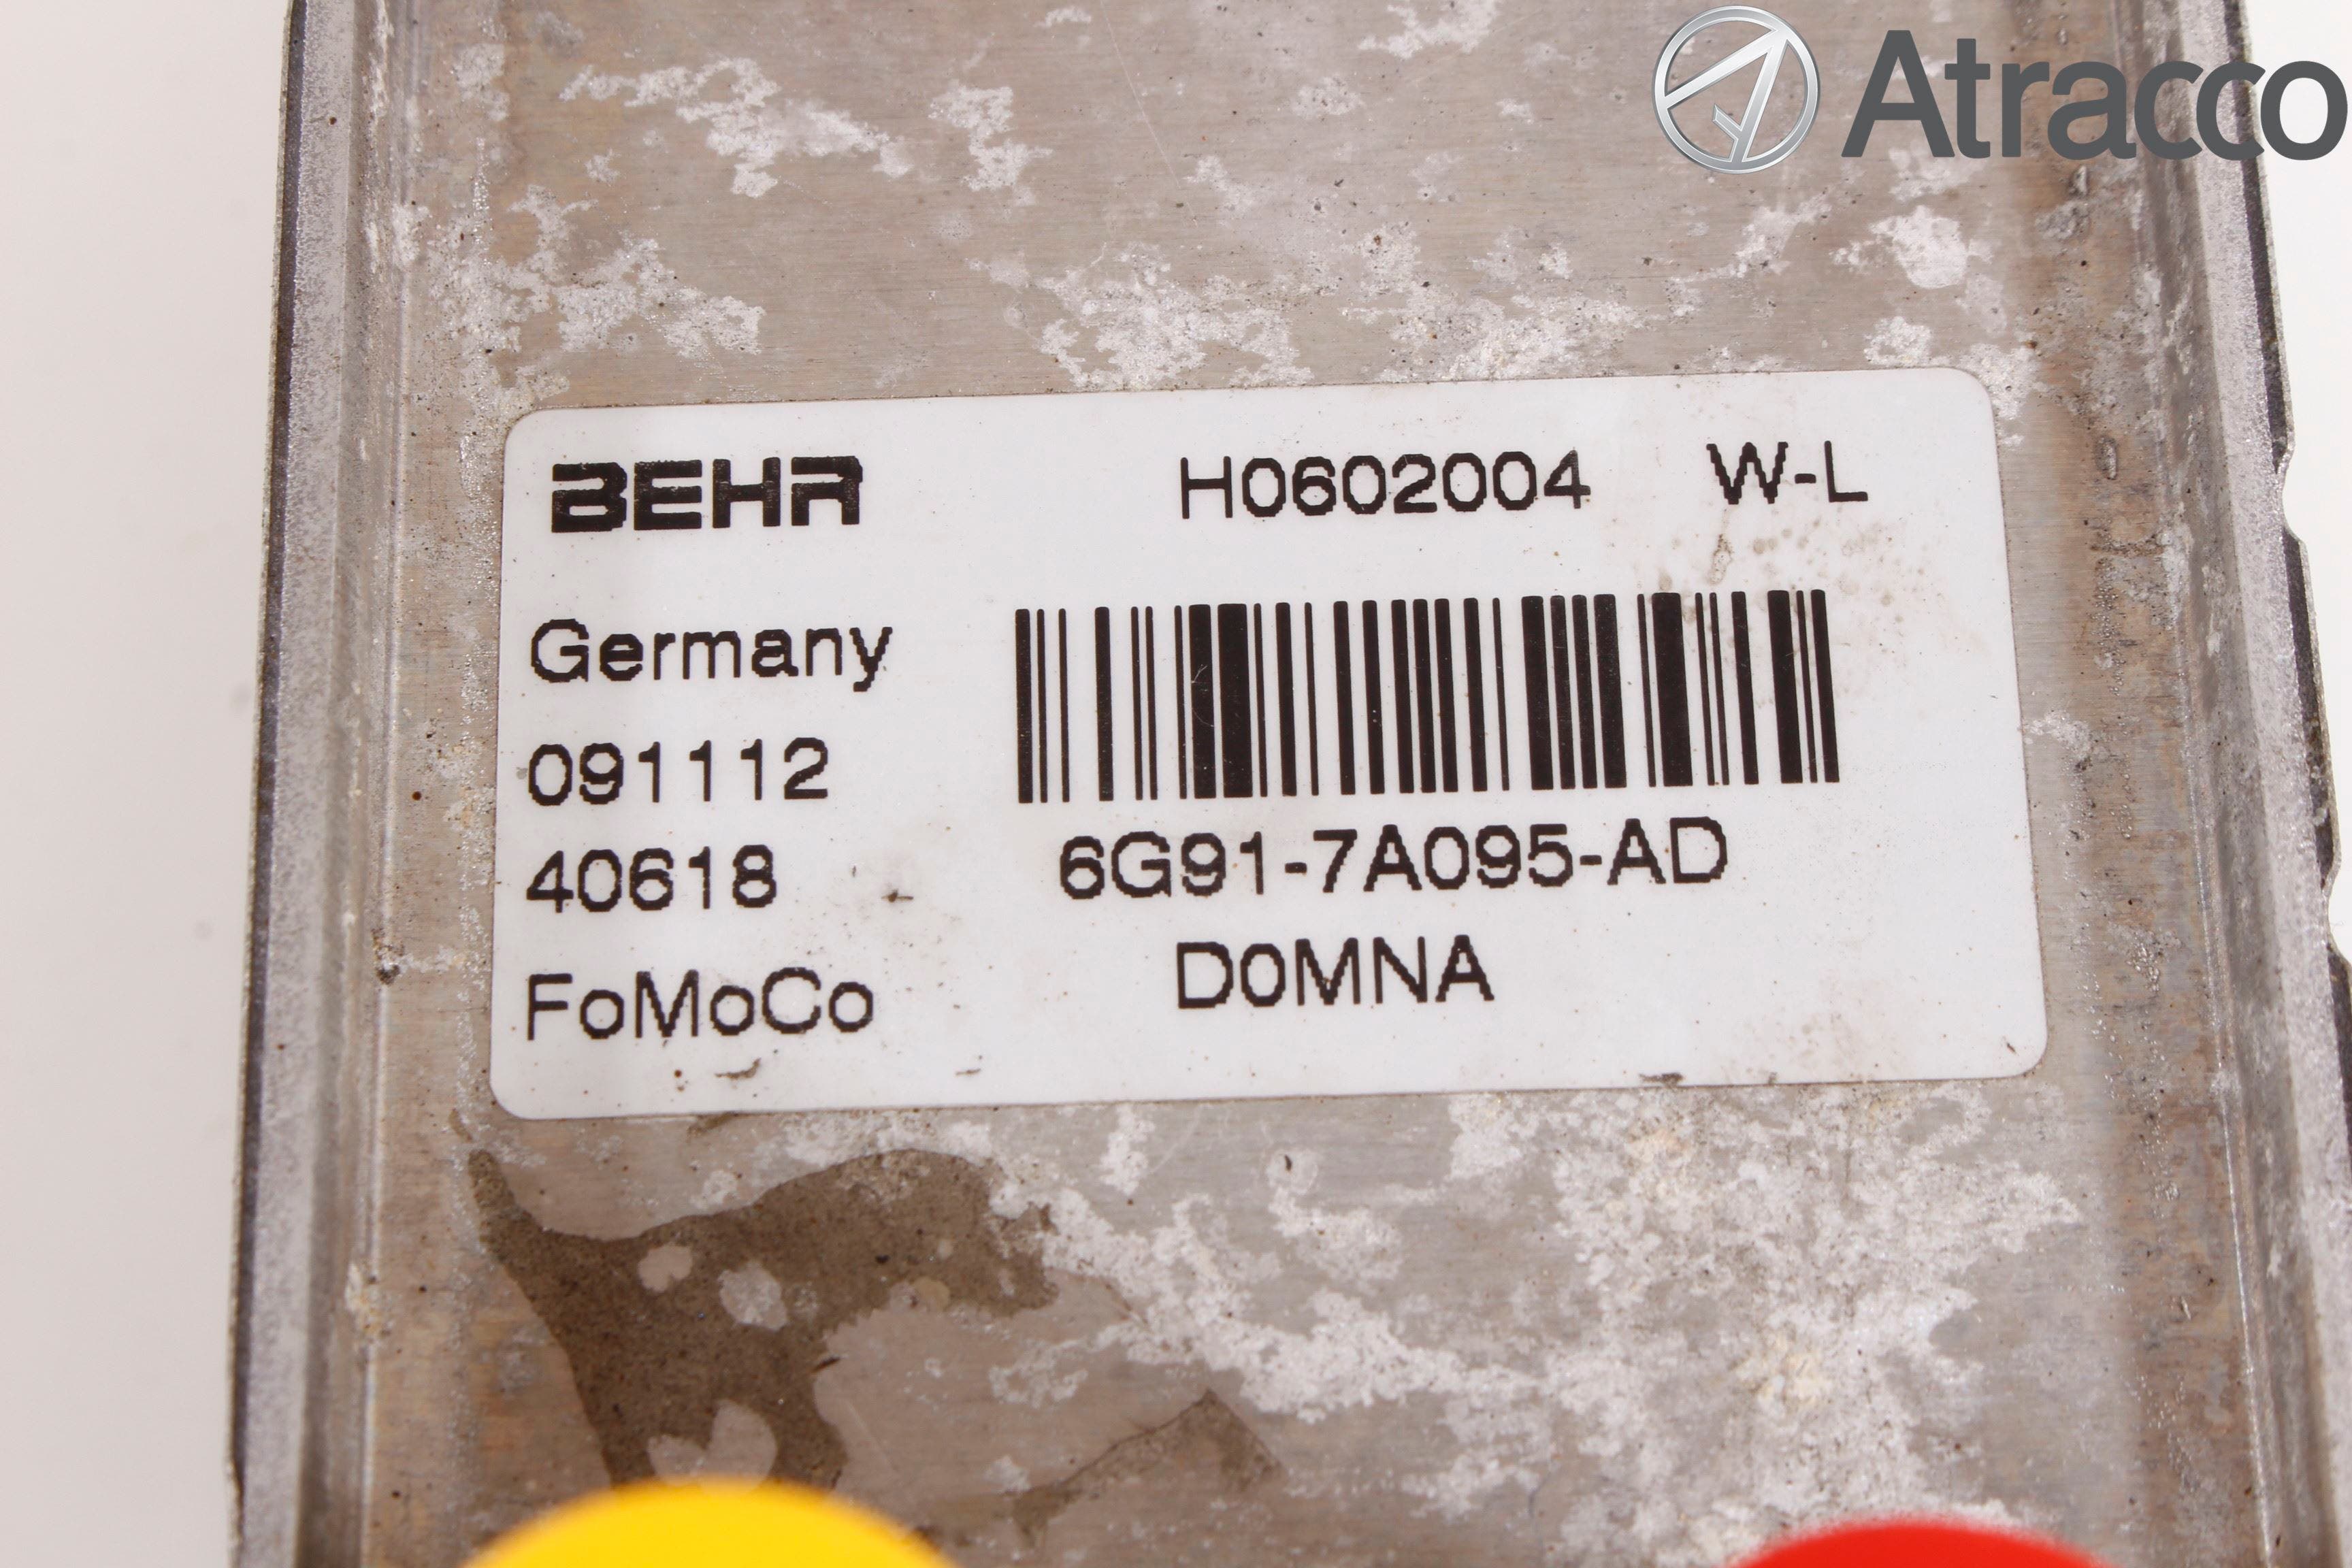 Atracco
BEHR H0602004 W-L
Germany
091112
40618 6G91-7A095-AD
FoMoCo D0MNA